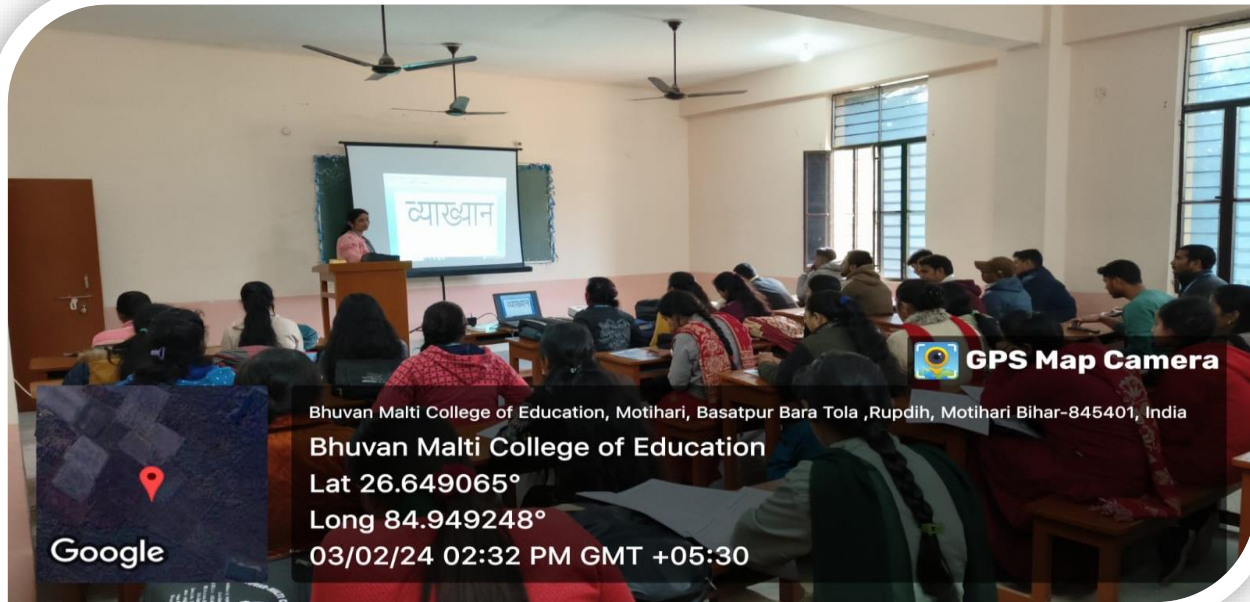 व्याख्यान
व्याख्यान
GPS Map Camera
Bhuvan Malti College of Education, Motihari, Basatpur Bara Tola ,Rupdih, Motihari Bihar-845401, India
Bhuvan Malti College of Education
Lat 26.649065°
Long 84.949248°
03/02/24 02:32 PM GMT +05:30
Google